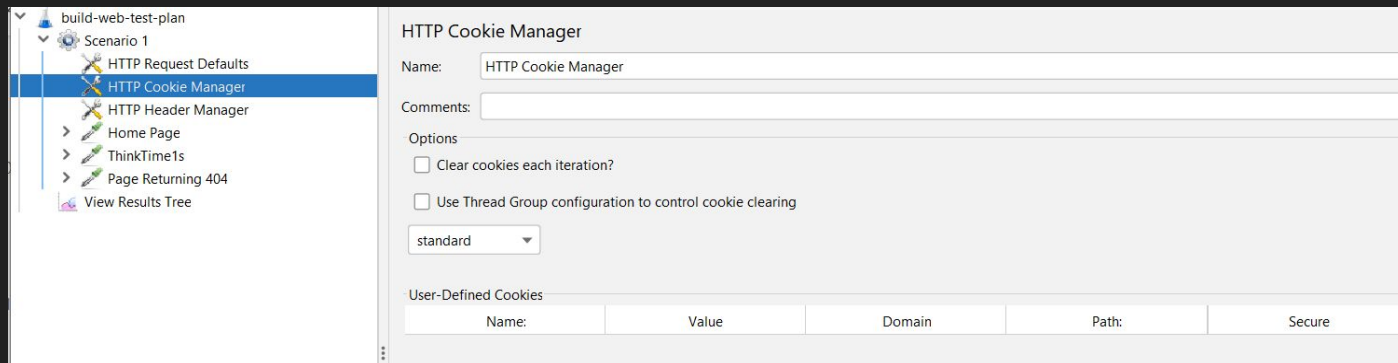 build-web-test-plan
Scenario 1
HTTP Request Defaults
HTTP Cookie Manager
HTTP Header Manager
Home Page
ThinkTime1s
Page Returning 404
View Results Tree
HTTP Cookie Manager
Name: HTTP Cookie Manager
Comments:
Options
Clear cookies each iteration?
Use Thread Group configuration to control cookie clearing
standard
User-Defined Cookies
Name: Value Domain Path: Secure